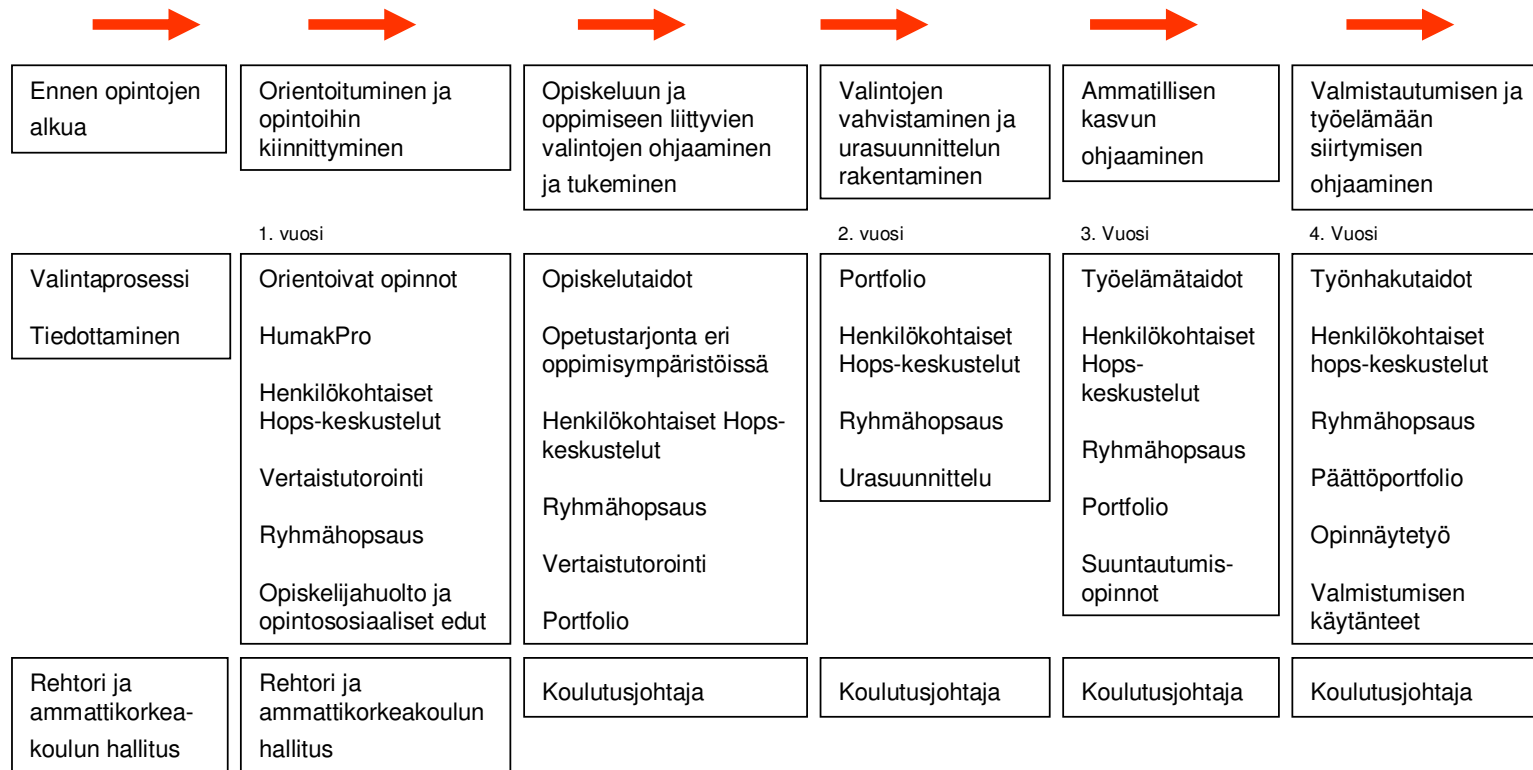 Ennen opintojen
alkua
Orientoituminen ja
opintoihin
kiinnittyminen
Opiskeluun ja
oppimiseen liittyvien
valintojen ohjaaminen
ja tukeminen
Valintojen
vahvistaminen ja
urasuunnittelun
rakentaminen
Ammatillisen
kasvun
ohjaaminen
Valmistautumisen ja
työelämään
siirtymisen
ohjaaminen
1. vuosi
2. vuosi
3. Vuosi
4. Vuosi
Valintaprosessi
Tiedottaminen
Orientoivat opinnot
HumakPro
Henkilökohtaiset
Hops-keskustelut
Vertaistutorointi
Ryhmähopsaus
Opiskelijahuolto ja
opintososiaaliset edut
Opiskelutaidot
Opetustarjonta eri
oppimisympäristöissä
Henkilökohtaiset Hops-
keskustelut
Ryhmähopsaus
Vertaistutorointi
Portfolio
Portfolio
Henkilökohtaiset
Hops-keskustelut
Ryhmähopsaus
Urasuunnittelu
Työelämätaidot
Henkilökohtaiset
Hops-
keskustelut
Ryhmähopsaus
Portfolio
Suuntautumis-
opinnot
Työnhakutaidot
Henkilökohtaiset
hops-keskustelut
Ryhmähopsaus
Päättöportfolio
Opinnäytetyö
Valmistumisen
käytänteet
Rehtori ja
ammattikorkea-
koulun hallitus
Rehtori ja
ammattikorkeakoulun
hallitus
Koulutusjohtaja
Koulutusjohtaja
Koulutusjohtaja
Koulutusjohtaja